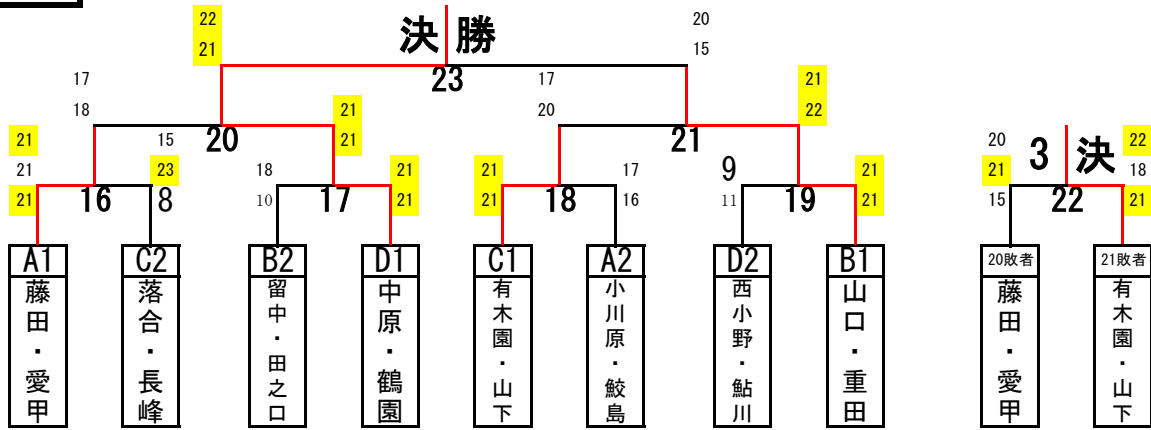 22 決 勝 20
21 15
17 23 17 21
18 21 20 22
21 15 20 21 21 20 3 決 22
21 23 18 21 17 9 21 21 18
21 16 8 10 17 21 21 18 16 11 19 21 15 22 21
A1 C2 B2 D1 C1 A2 D2 B1 20敗者 21敗者
藤田・愛甲
落合・長峰
留中・田之口
中原・鶴園
有木園・山下
小川原・鮫島
西小野・鮎川
山口・重田
藤田・愛甲
有木園・山下